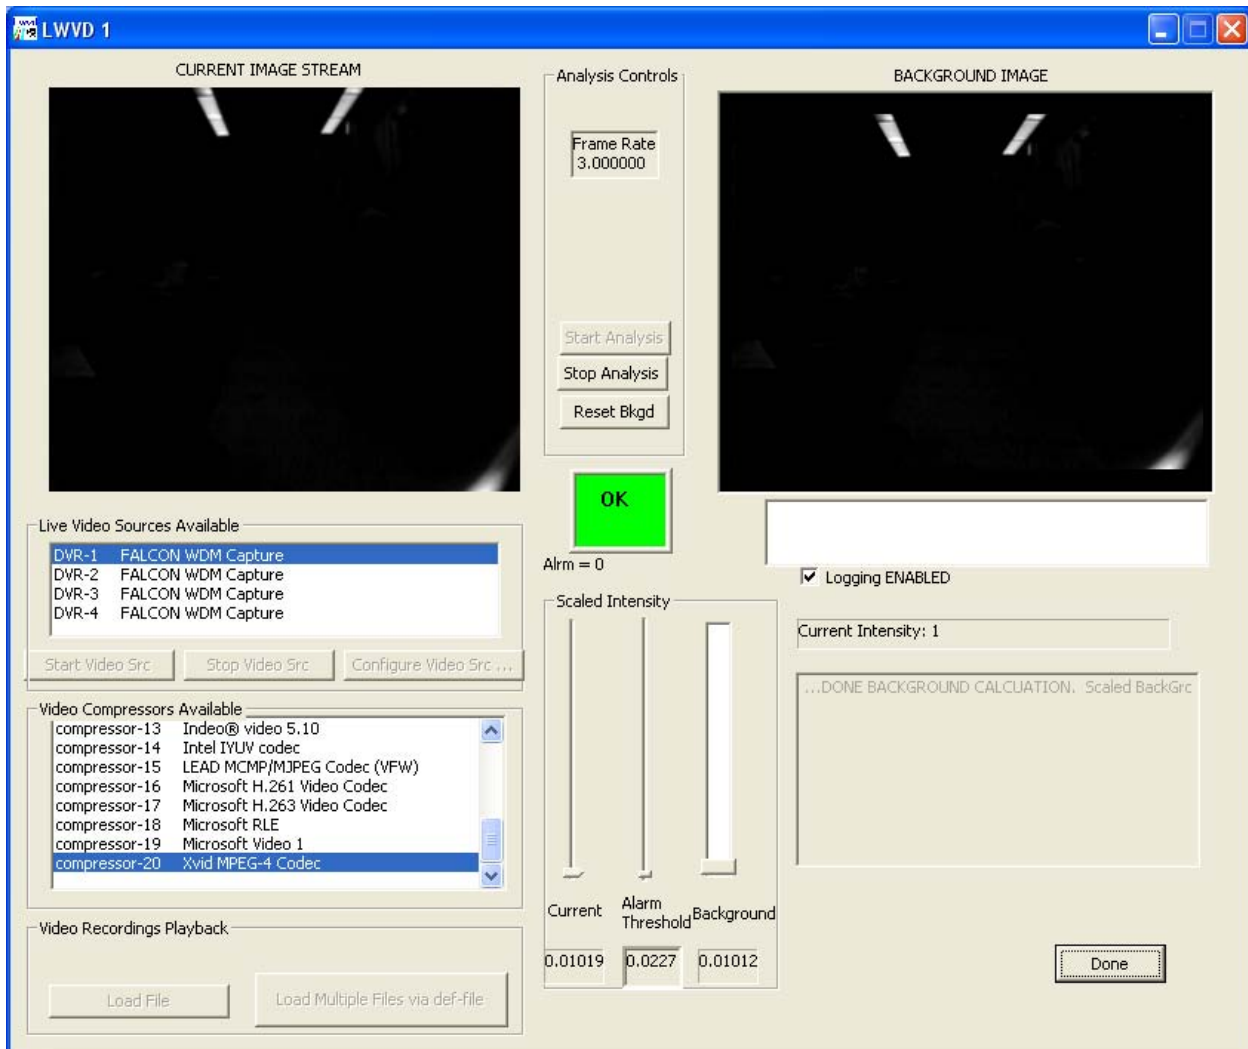 LWVD 1
CURRENT IMAGE STREAM
Analysis Controls
BACKGROUND IMAGE
Frame Rate
3.000000
Start Analysis
Stop Analysis
Reset Bkgd
OK
Alrm = 0
Live Video Sources Available
DVR-1 FALCON WDM Capture
DVR-2 FALCON WDM Capture
DVR-3 FALCON WDM Capture
DVR-4 FALCON WDM Capture
Start Video Src
Stop Video Src
Configure Video Src ...
Video Compressors Available
compressor-13 Indeo® video 5.10
compressor-14 Intel IYUV codec
compressor-15 LEAD MCMP/MJPEG Codec (VFW)
compressor-16 Microsoft H.261 Video Codec
compressor-17 Microsoft H.263 Video Codec
compressor-18 Microsoft RLE
compressor-19 Microsoft Video 1
compressor-20 Xvid MPEG-4 Codec
Video Recordings Playback
Load File
Load Multiple Files via def-file
Scaled Intensity
Current
Alarm
Threshold
Background
0.01019
0.0227
0.01012
Logging ENABLED
Current Intensity: 1
...DONE BACKGROUND CALCUATION. Scaled BackGrc
Done